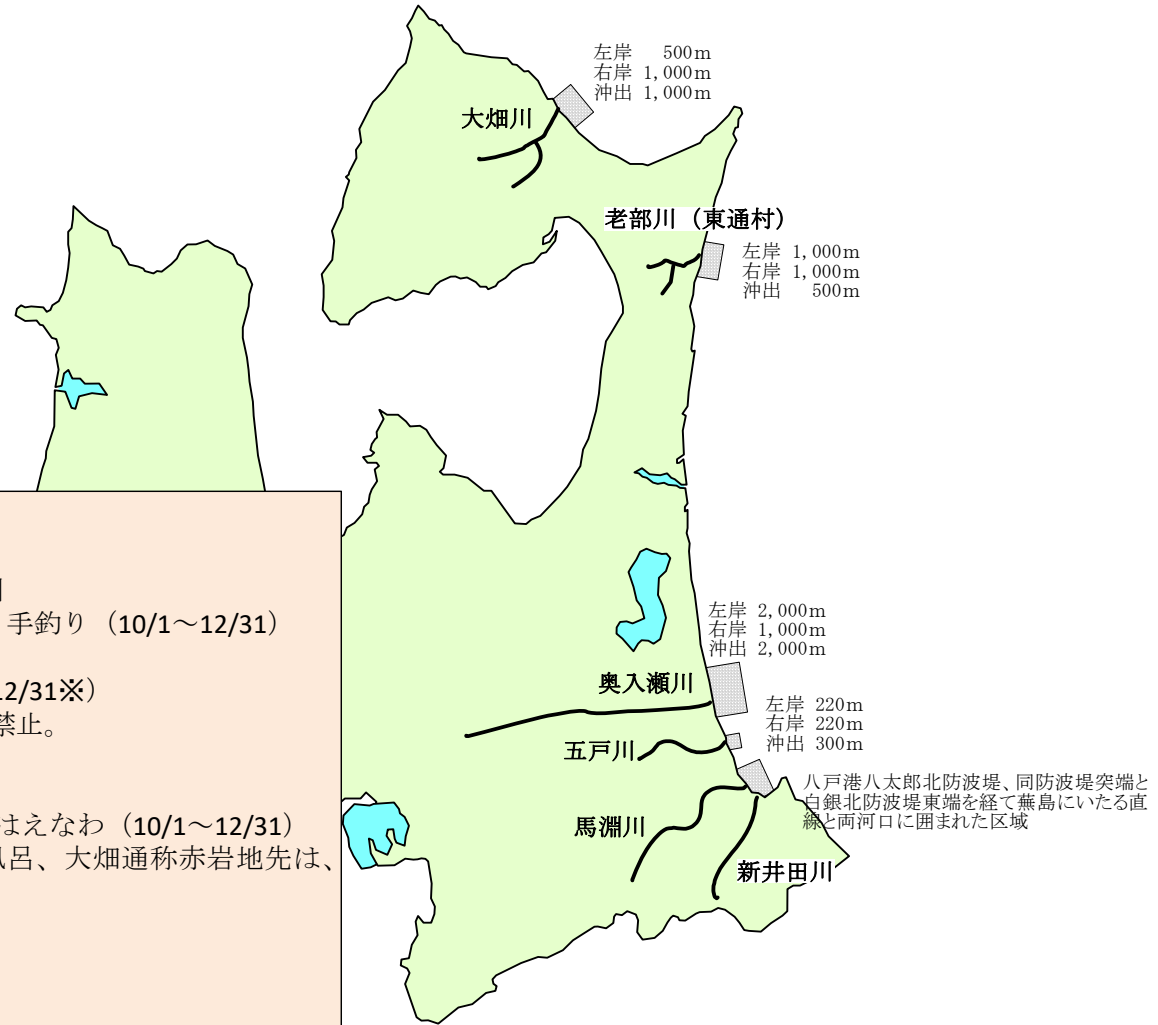 左岸 500m
右岸 1,000m
沖出 1,000m
大畑川
老部川（東通村）
左岸 1,000m
右岸 1,000m
沖出 500m
手釣り（10/1～12/31）
12/31※）
禁止。
はえなわ（10/1～12/31）
風呂、大畑通称赤岩地先は、
左岸 2,000m
右岸 1,000m
沖出 2,000m
奥入瀬川
左岸 220m
右岸 220m
沖出 300m
五戸川
八戸港八太郎北防波堤、同防波堤突端と
白銀北防波堤東端を経て蕪島にいたる直
線と両河口に囲まれた区域
馬淵川
新井田川